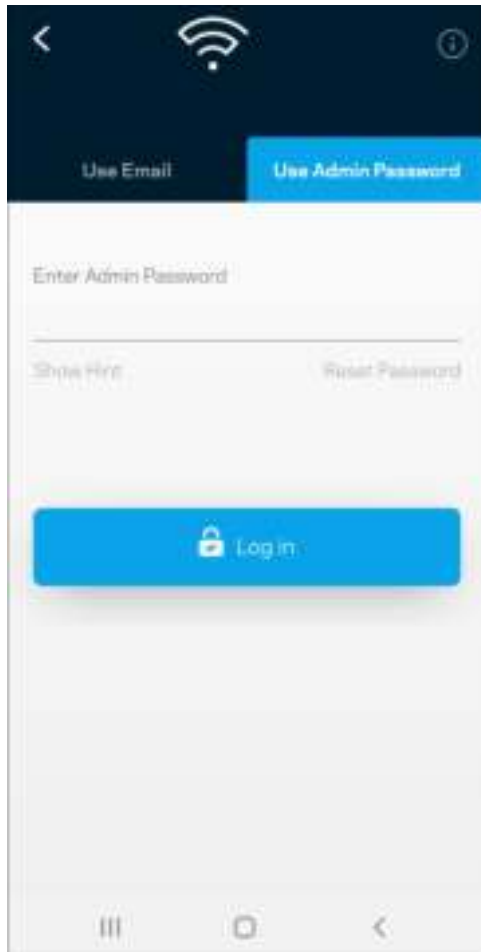 Use Email
Use Admin Password
Enter Admin Password
Show Hint
Reset Password
Log in